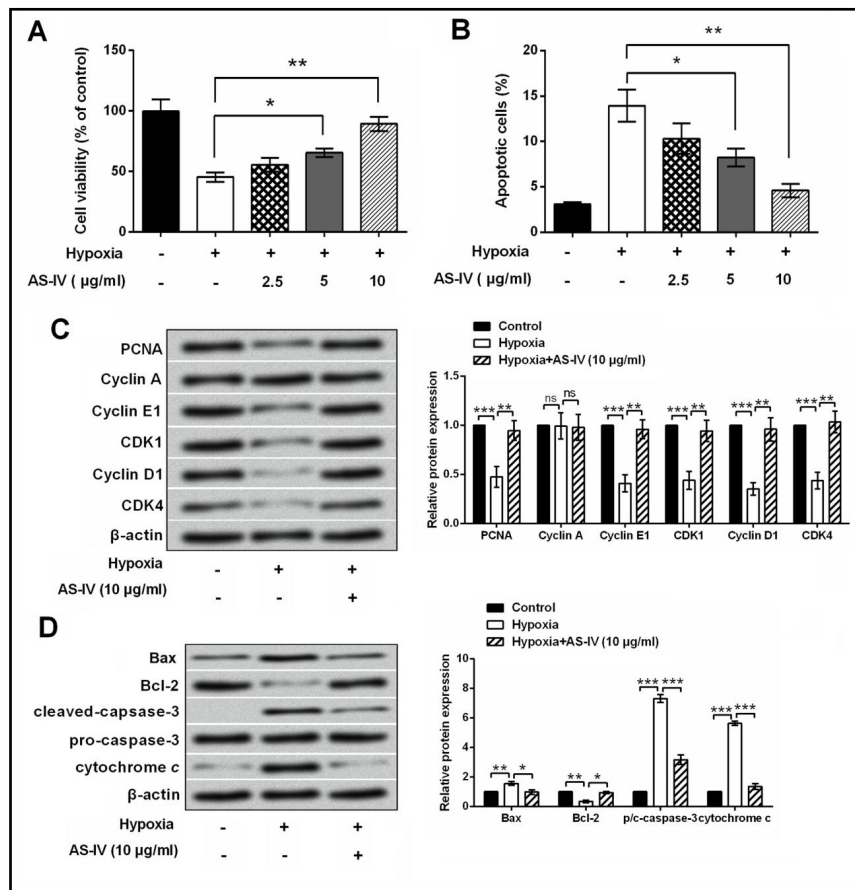 A
Cell viability (% of control)
150
100
50
0
*
**
Hypoxia - + + + +
AS-IV ( μg/ml) - - 2.5 5 10
B
Apoptotic cells (%)
20
15
10
5
0
*
**
Hypoxia - + + + +
AS-IV ( μg/ml) - - 2.5 5 10
C
PCNA
Cyclin A
Cyclin E1
CDK1
Cyclin D1
CDK4
β-actin
Hypoxia - + +
AS-IV (10 μg/ml) - - +
Control
Hypoxia
Hypoxia+AS-IV (10 μg/ml)
Relative protein expression
1.5
1.0
0.5
0.0
*** ** ns ns *** ** *** ** *** ** *** **
PCNA Cyclin A Cyclin E1 CDK1 Cyclin D1 CDK4
D
Bax
Bcl-2
cleaved-capsase-3
pro-caspase-3
cytochrome c
β-actin
Hypoxia - + +
AS-IV (10 μg/ml) - - +
Control
Hypoxia
Hypoxia+AS-IV (10 μg/ml)
Relative protein expression
10
8
6
4
2
0
** * ** * *** *** *** ***
Bax Bcl-2 p/c-caspase-3 cytochrome c